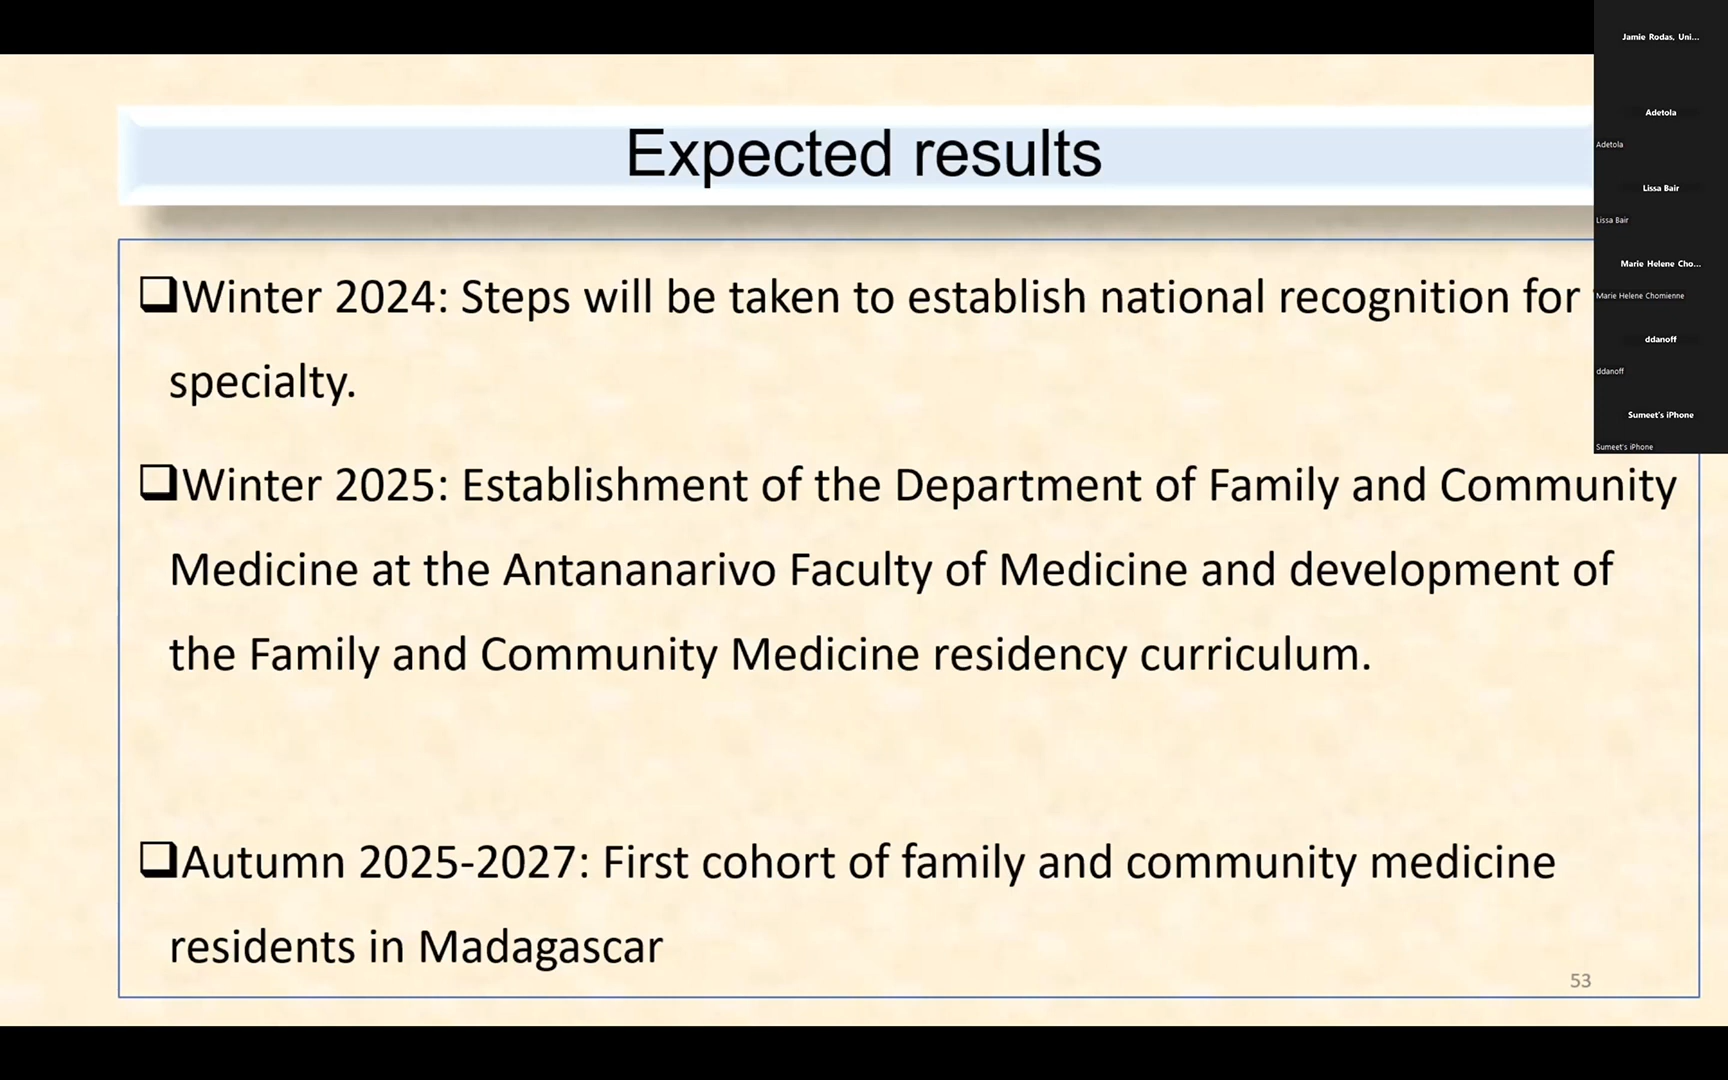 Expected results
❑Winter 2024: Steps will be taken to establish national recognition for
specialty.
❑Winter 2025: Establishment of the Department of Family and Community
Medicine at the Antananarivo Faculty of Medicine and development of
the Family and Community Medicine residency curriculum.
❑Autumn 2025-2027: First cohort of family and community medicine
residents in Madagascar
53
Jamie Rodas, Uni...
Adetola
Adetola
Lissa Bair
Lissa Bair
Marie Helene Cho...
Marie Helene Chomienne
ddanoff
ddanoff
Sumeet's iPhone
Sumeet's iPhone